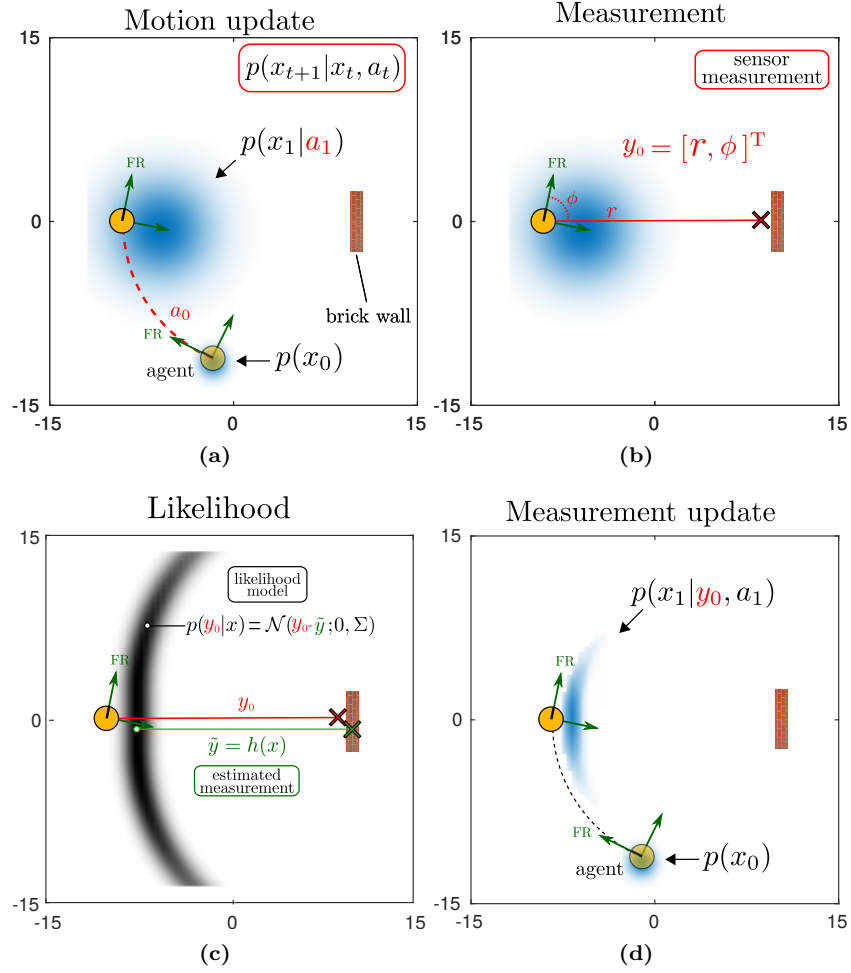 Motion update
15
p(x_{t+1}|x_t, a_t)
p(x_1|a_1)
FR
0
a_0
brick wall
FR
p(x_0)
agent
-15
-15
0
15
(a)
Measurement
15
sensor
measurement
y_0 = [r, ϕ]^T
FR
ϕ
r
0
-15
-15
0
15
(b)
Likelihood
15
likelihood
model
p(y_0|x) = 𝒩(y_0-ỹ;0, Σ)
FR
y_0
0
ỹ = h(x)
estimated
measurement
-15
-15
0
15
(c)
Measurement update
15
p(x_1|y_0, a_1)
FR
0
FR
p(x_0)
agent
-15
-15
0
15
(d)